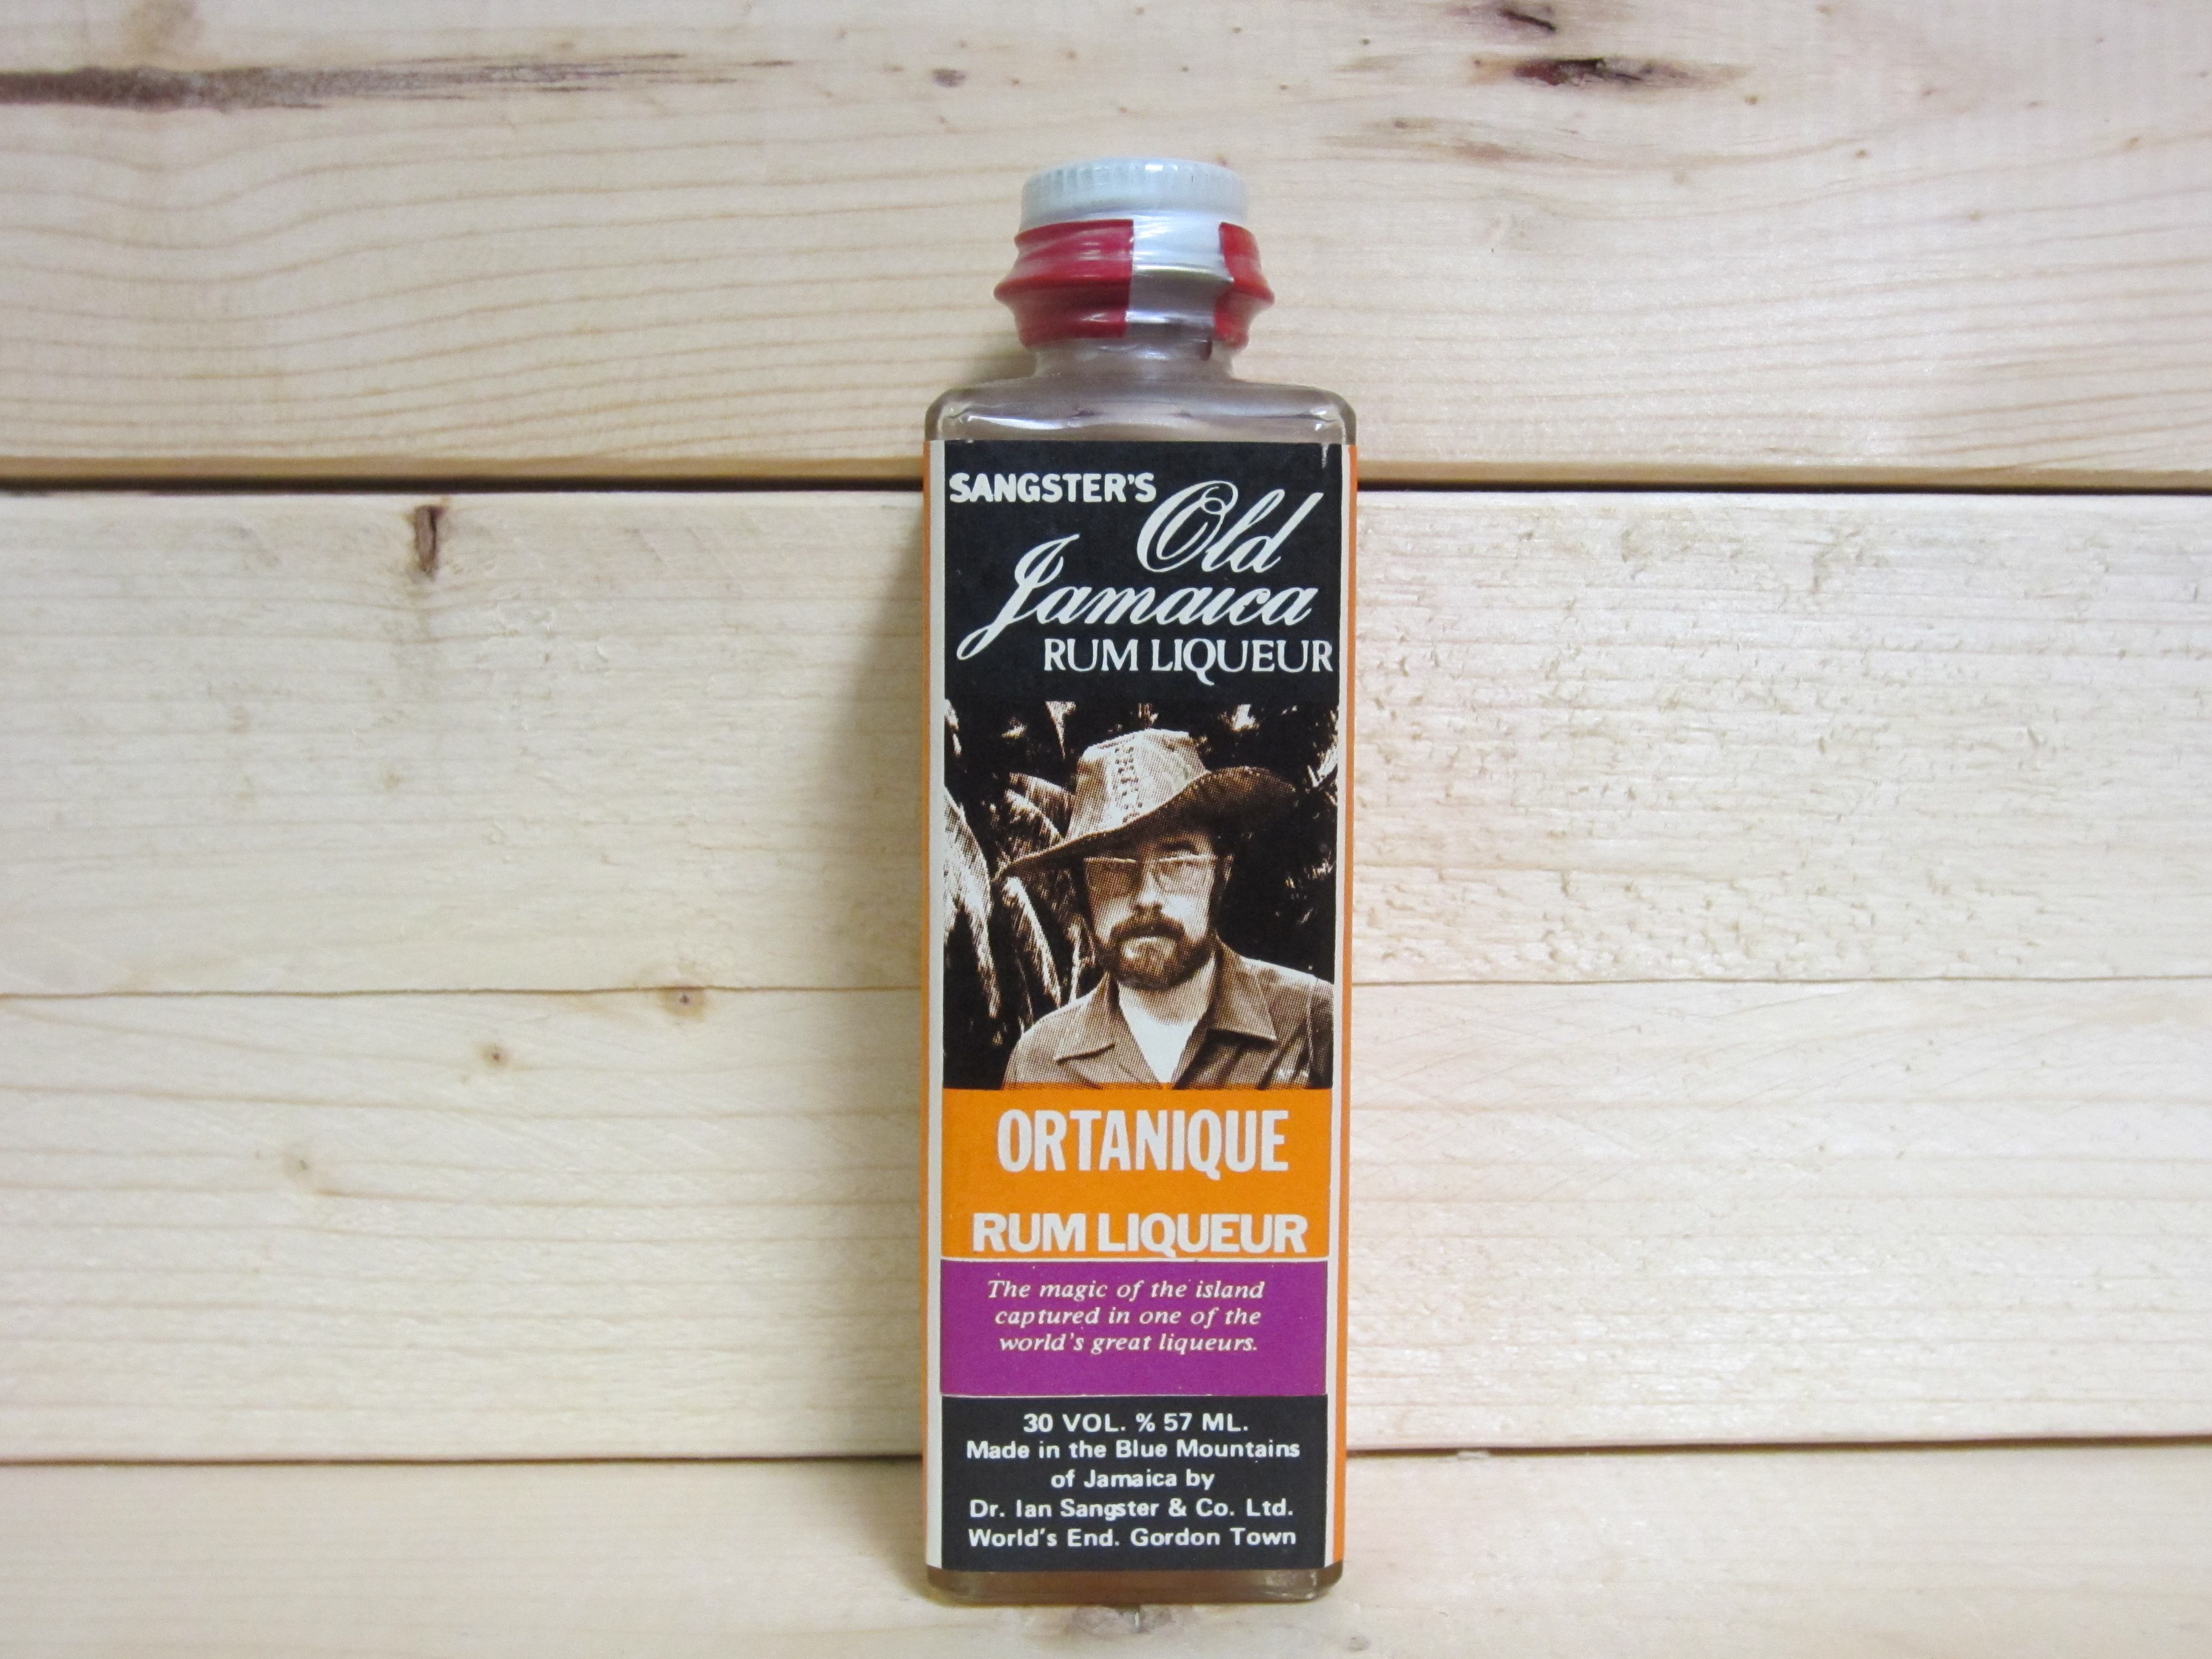 SANGSTER'S
Old
Jamaica
RUM LIQUEUR
ORTANIQUE
RUM LIQUEUR
The magic of the island
captured in one of the
world's great liqueurs.
30 VOL. % 57 ML.
Made in the Blue Mountains
of Jamaica by
Dr. Ian Sangster & Co. Ltd.
World's End. Gordon Town